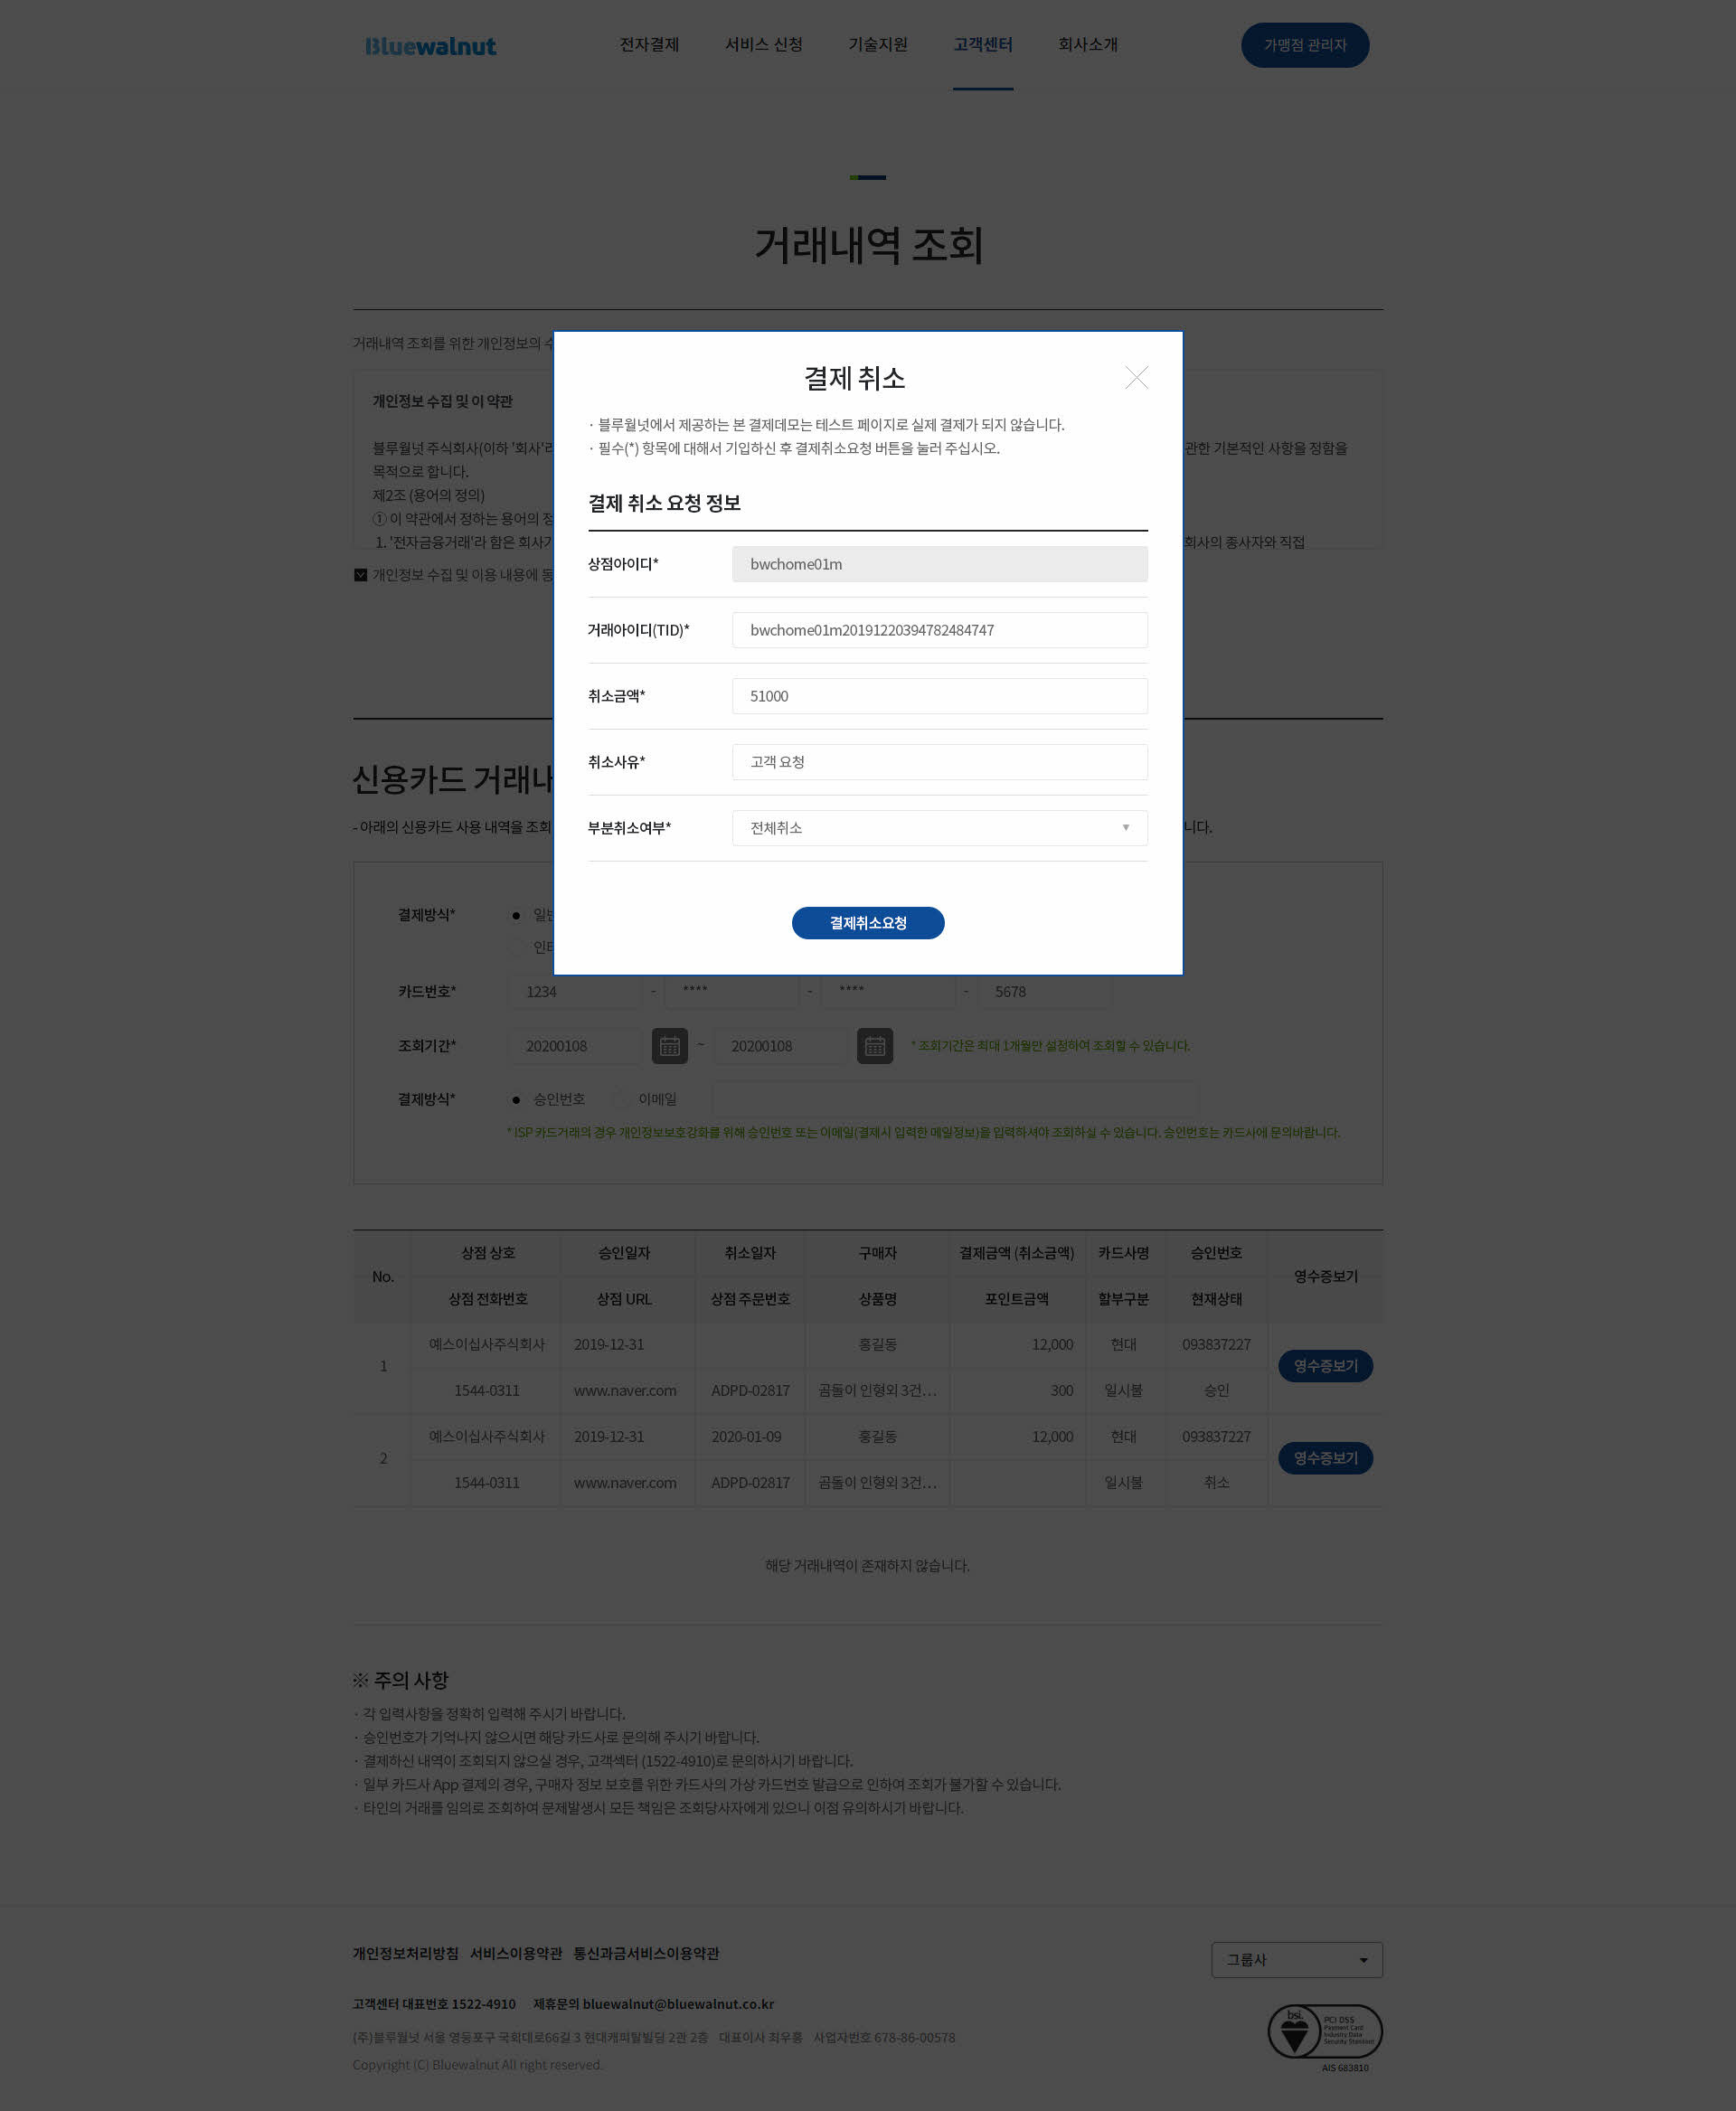 Bluewalnut
전자결제 서비스 신청 기술지원 고객센터 회사소개
가맹점 관리자
거래내역 조회
거래내역 조회를 위한 개인정보의 수
개인정보 수집 및 이 약관
블루월넛 주식회사(이하 '회사'라 관한 기본적인 사항을 정함을
목적으로 합니다.
제2조 (용어의 정의)
① 이 약관에서 정하는 용어의 정
1. '전자금융거래'라 함은 회사가 회사의 종사자와 직접
개인정보 수집 및 이용 내용에 동
결제 취소
· 블루월넛에서 제공하는 본 결제데모는 테스트 페이지로 실제 결제가 되지 않습니다.
· 필수(*) 항목에 대해서 기입하신 후 결제취소요청 버튼을 눌러 주십시오.
결제 취소 요청 정보
상점아이디* bwchome01m
거래아이디(TID)* bwchome01m20191220394782484747
취소금액* 51000
취소사유* 고객 요청
부분취소여부* 전체취소
결제취소요청
신용카드 거래내
- 아래의 신용카드 사용 내역을 조회 니다.
결제방식* 일반
인터
카드번호* 1234 - **** - **** - 5678
조회기간* 20200108 ~ 20200108 * 조회기간은 최대 1개월만 설정하여 조회할 수 있습니다.
결제방식* 승인번호 이메일
* ISP 카드거래의 경우 개인정보보호강화를 위해 승인번호 또는 이메일(결제시 입력한 메일정보)을 입력하셔야 조회하실 수 있습니다. 승인번호는 카드사에 문의바랍니다.
No. 상점 상호 승인일자 취소일자 구매자 결제금액 (취소금액) 카드사명 승인번호 영수증보기
상점 전화번호 상점 URL 상점 주문번호 상품명 포인트금액 할부구분 현재상태
1 예스이십사주식회사 2019-12-31 홍길동 12,000 현대 093837227 영수증보기
1544-0311 www.naver.com ADPD-02817 곰돌이 인형외 3건... 300 일시불 승인
2 예스이십사주식회사 2019-12-31 2020-01-09 홍길동 12,000 현대 093837227 영수증보기
1544-0311 www.naver.com ADPD-02817 곰돌이 인형외 3건... 일시불 취소
해당 거래내역이 존재하지 않습니다.
※ 주의 사항
· 각 입력사항을 정확히 입력해 주시기 바랍니다.
· 승인번호가 기억나지 않으시면 해당 카드사로 문의해 주시기 바랍니다.
· 결제하신 내역이 조회되지 않으실 경우, 고객섹터 (1522-4910)로 문의하시기 바랍니다.
· 일부 카드사 App 결제의 경우, 구매자 정보 보호를 위한 카드사의 가상 카드번호 발급으로 인하여 조회가 불가할 수 있습니다.
· 타인의 거래를 임의로 조회하여 문제발생시 모든 책임은 조회당사자에게 있으니 이점 유의하시기 바랍니다.
개인정보처리방침 서비스이용약관 통신과금서비스이용약관
그룹사
고객센터 대표번호 1522-4910 제휴문의 bluewalnut@bluewalnut.co.kr
(주)블루월넛 서울 영등포구 국회대로66길 3 현대캐피탈빌딩 2관 2층 대표이사 최우흥 사업자번호 678-86-00578
Copyright (C) Bluewalnut All right reserved.
bsi.
PCI DSS
Payment Card
Industry Data
Security Standard
AIS 683810